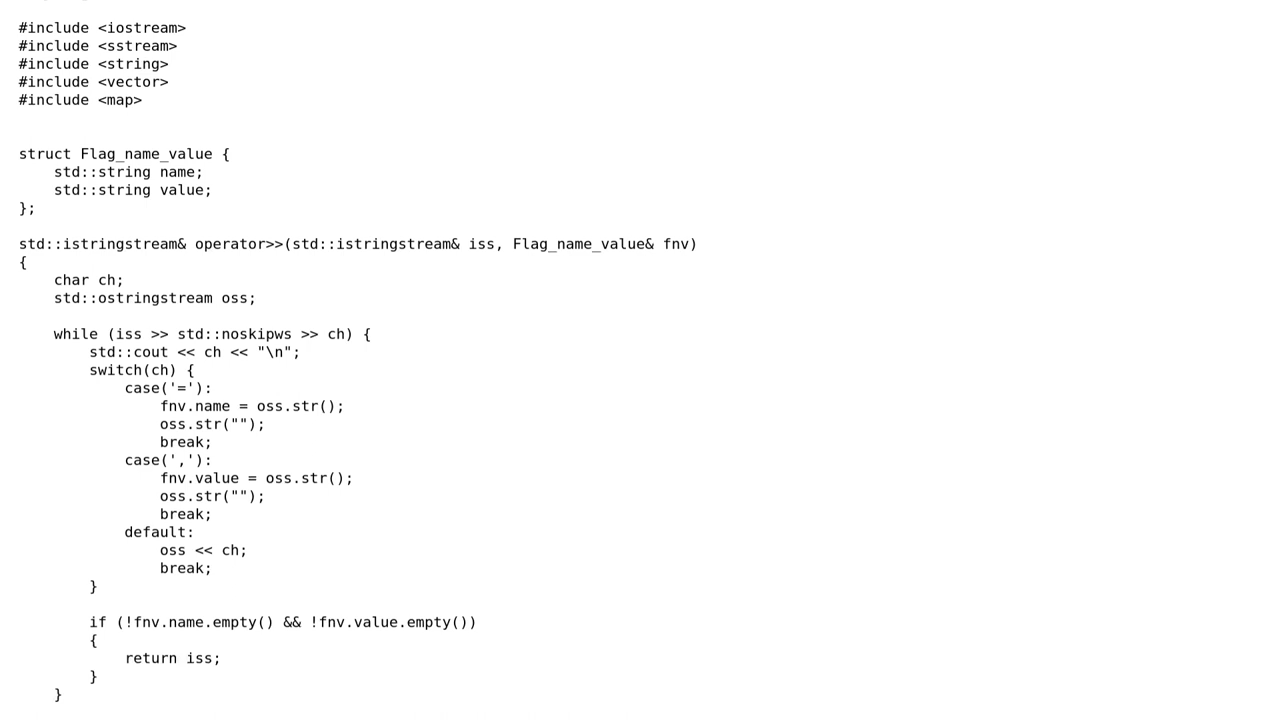 #include <iostream>
#include <sstream>
#include <string>
#include <vector>
#include <map>
struct Flag_name_value {
    std::string name;
    std::string value;
};
std::istringstream& operator>>(std::istringstream& iss, Flag_name_value& fnv)
{
    char ch;
    std::ostringstream oss;
    while (iss >> std::noskipws >> ch) {
        std::cout << ch << "\n";
        switch(ch) {
            case('='):
                fnv.name = oss.str();
                oss.str("");
                break;
            case(','):
                fnv.value = oss.str();
                oss.str("");
                break;
            default:
                oss << ch;
                break;
        }
        if (!fnv.name.empty() && !fnv.value.empty())
        {
            return iss;
        }
    }